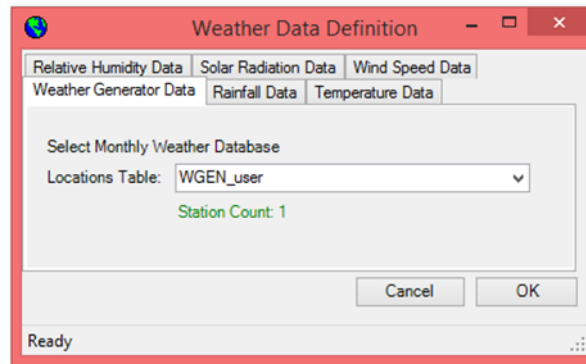 Weather Data Definition
Relative Humidity Data Solar Radiation Data Wind Speed Data
Weather Generator Data Rainfall Data Temperature Data
Select Monthly Weather Database
Locations Table: WGEN_user
Station Count: 1
Cancel OK
Ready